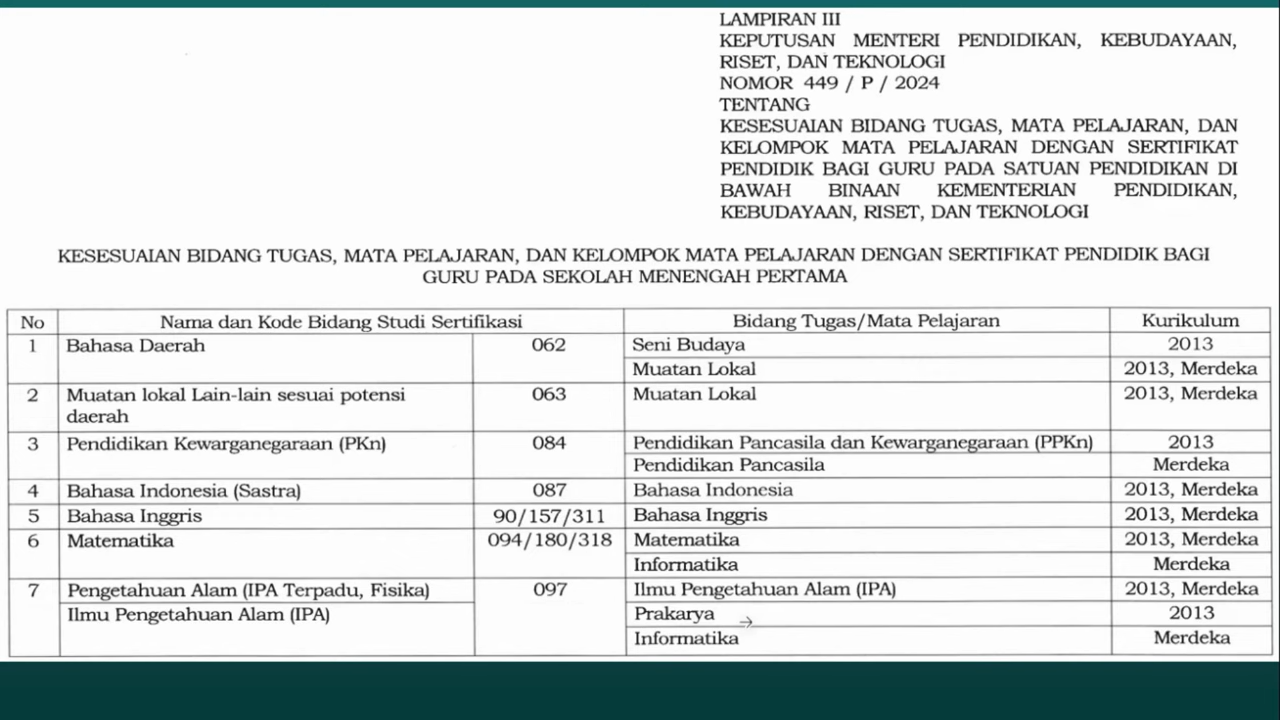 LAMPIRAN III
KEPUTUSAN MENTERI PENDIDIKAN, KEBUDAYAAN,
RISET, DAN TEKNOLOGI
NOMOR 449 / P / 2024
TENTANG
KESESUAIAN BIDANG TUGAS, MATA PELAJARAN, DAN
KELOMPOK MATA PELAJARAN DENGAN SERTIFIKAT
PENDIDIK BAGI GURU PADA SATUAN PENDIDIKAN DI
BAWAH BINAAN KEMENTERIAN PENDIDIKAN,
KEBUDAYAAN, RISET, DAN TEKNOLOGI
KESESUAIAN BIDANG TUGAS, MATA PELAJARAN, DAN KELOMPOK MATA PELAJARAN DENGAN SERTIFIKAT PENDIDIK BAGI
GURU PADA SEKOLAH MENENGAH PERTAMA
No Nama dan Kode Bidang Studi Sertifikasi Bidang Tugas/Mata Pelajaran Kurikulum
1 Bahasa Daerah 062 Seni Budaya 2013
Muatan Lokal 2013, Merdeka
2 Muatan lokal Lain-lain sesuai potensi 063 Muatan Lokal 2013, Merdeka
daerah
3 Pendidikan Kewarganegaraan (PKn) 084 Pendidikan Pancasila dan Kewarganegaraan (PPKn) 2013
Pendidikan Pancasila Merdeka
4 Bahasa Indonesia (Sastra) 087 Bahasa Indonesia 2013, Merdeka
5 Bahasa Inggris 90/157/311 Bahasa Inggris 2013, Merdeka
6 Matematika 094/180/318 Matematika 2013, Merdeka
Informatika Merdeka
7 Pengetahuan Alam (IPA Terpadu, Fisika) 097 Ilmu Pengetahuan Alam (IPA) 2013, Merdeka
Ilmu Pengetahuan Alam (IPA) Prakarya 2013
Informatika Merdeka